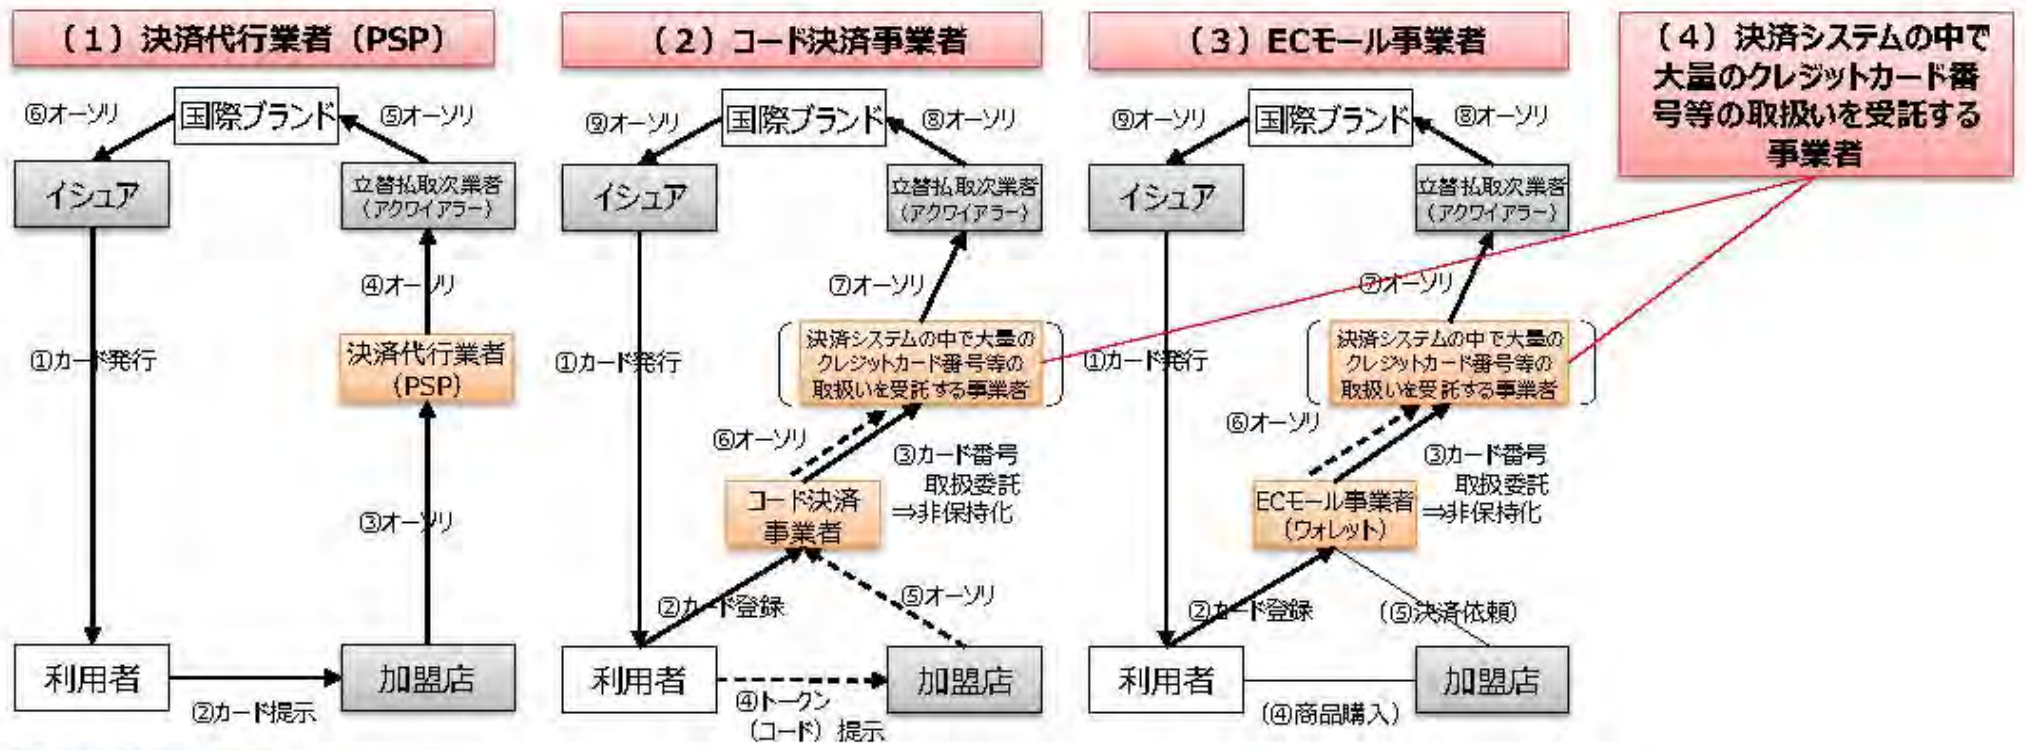 （１）決済代行業者（PSP）
⑥オーソリ
国際ブランド
⑤オーソリ
イシュア
立替払取次業者
（アクワイアラー）
④オーソリ
①カード発行
決済代行業者
（PSP）
③オーソリ
利用者
加盟店
②カード提示
（２）コード決済事業者
⑨オーソリ
国際ブランド
⑧オーソリ
イシュア
立替払取次業者
（アクワイアラー）
⑦オーソリ
①カード発行
決済システムの中で大量の
クレジットカード番号等の
取扱いを受託する事業者
⑥オーソリ
③カード番号
取扱委託
⇒非保持化
コード決済
事業者
②カード登録
⑤オーソリ
利用者
加盟店
④トークン
（コード）提示
（３）ECモール事業者
⑨オーソリ
国際ブランド
⑧オーソリ
イシュア
立替払取次業者
（アクワイアラー）
⑦オーソリ
①カード発行
決済システムの中で大量の
クレジットカード番号等の
取扱いを受託する事業者
⑥オーソリ
③カード番号
取扱委託
⇒非保持化
ECモール事業者
（ウォレット）
②カード登録
（⑤決済依頼）
利用者
加盟店
（④商品購入）
（４）決済システムの中で
大量のクレジットカード番
号等の取扱いを受託する
事業者